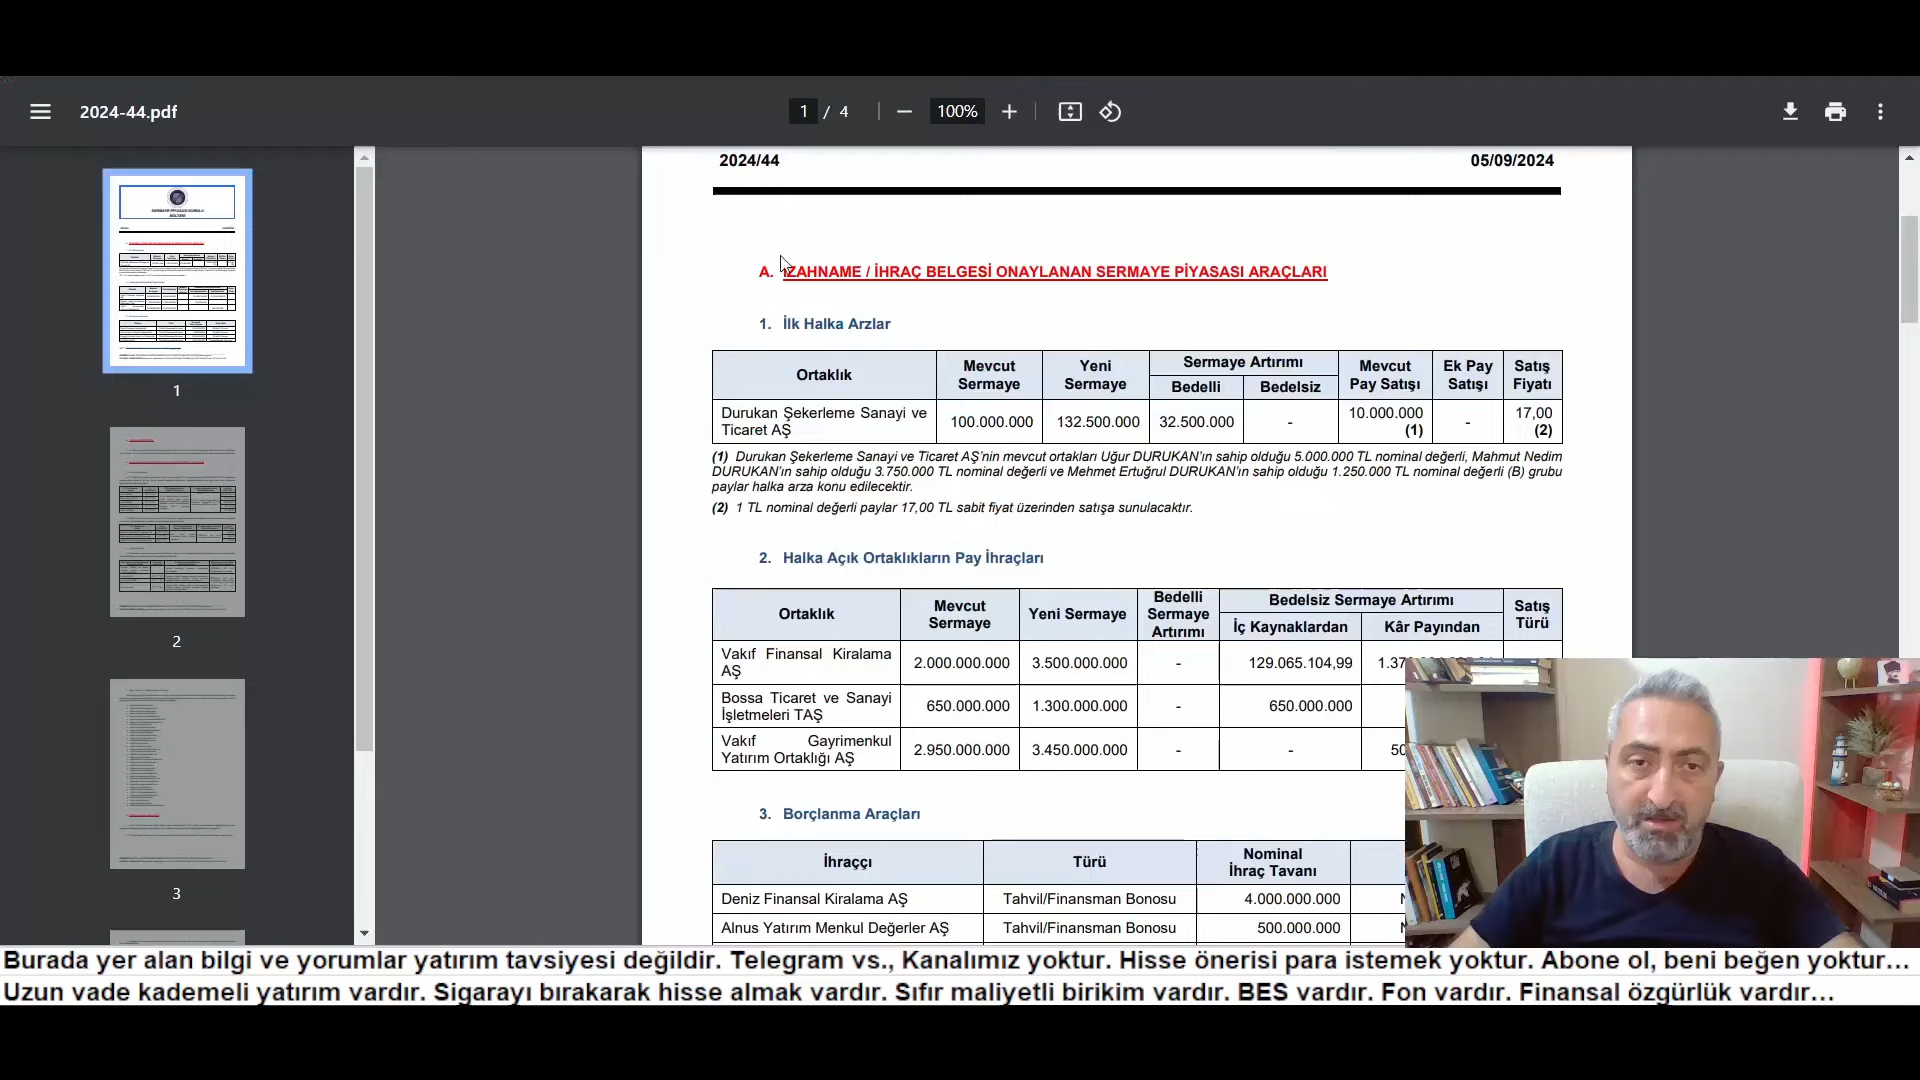 2024-44.pdf
1 / 4
100%
2024/44 05/09/2024
A. İZAHNAME / İHRAÇ BELGESİ ONAYLANAN SERMAYE PİYASASI ARAÇLARI
1. İlk Halka Arzlar
Ortaklık Mevcut Sermaye Yeni Sermaye Sermaye Artırımı Bedelli Bedelsiz Mevcut Pay Satışı Ek Pay Satışı Satış Fiyatı
Durukan Şekerleme Sanayi ve Ticaret AŞ 100.000.000 132.500.000 32.500.000 - 10.000.000 (1) - 17,00 (2)
(1) Durukan Şekerleme Sanayi ve Ticaret AŞ'nin mevcut ortakları Uğur DURUKAN'ın sahip olduğu 5.000.000 TL nominal değerli, Mahmut Nedim
DURUKAN'ın sahip olduğu 3.750.000 TL nominal değerli ve Mehmet Ertuğrul DURUKAN'ın sahip olduğu 1.250.000 TL nominal değerli (B) grubu
paylar halka arza konu edilecektir.
(2) 1 TL nominal değerli paylar 17,00 TL sabit fiyat üzerinden satışa sunulacaktır.
2. Halka Açık Ortaklıkların Pay İhraçları
Ortaklık Mevcut Sermaye Yeni Sermaye Bedelli Sermaye Artırımı Bedelsiz Sermaye Artırımı İç Kaynaklardan Kâr Payından Satış Türü
Vakıf Finansal Kiralama AŞ 2.000.000.000 3.500.000.000 - 129.065.104,99
Bossa Ticaret ve Sanayi İşletmeleri TAŞ 650.000.000 1.300.000.000 - 650.000.000
Vakıf Gayrimenkul Yatırım Ortaklığı AŞ 2.950.000.000 3.450.000.000 - -
3. Borçlanma Araçları
İhraççı Türü Nominal İhraç Tavanı
Deniz Finansal Kiralama AŞ Tahvil/Finansman Bonosu 4.000.000.000
Alnus Yatırım Menkul Değerler AŞ Tahvil/Finansman Bonosu 500.000.000
1
2
3
Burada yer alan bilgi ve yorumlar yatırım tavsiyesi değildir. Telegram vs., Kanalımız yoktur. Hisse önerisi para istemek yoktur. Abone ol, beni beğen yoktur...
Uzun vade kademeli yatırım vardır. Sigarayı bırakarak hisse almak vardır. Sıfır maliyetli birikim vardır. BES vardır. Fon vardır. Finansal özgürlük vardır...